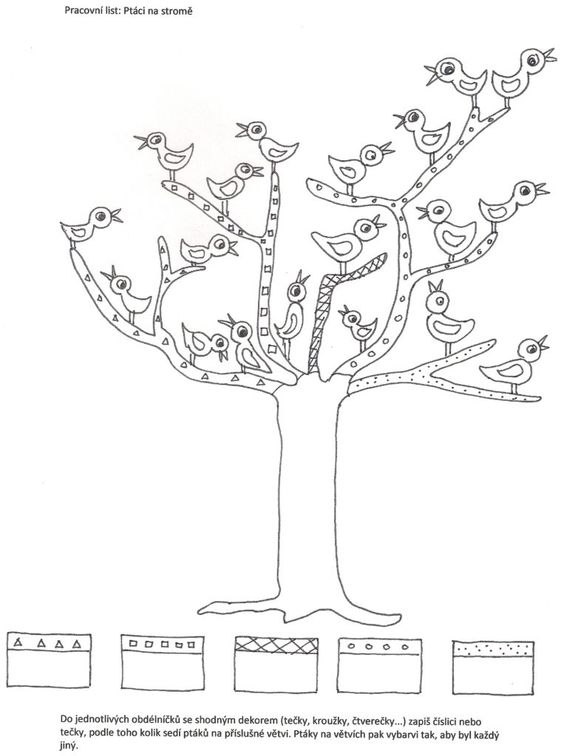 Pracovní list: Ptáci na stromě
Do jednotlivých obdélníčků se shodným dekorem (tečky, kroužky, čtverečky...) zapiš číslici nebo
tečky, podle toho kolik sedí ptáků na příslušné větvi. Ptáky na větvích pak vybarvi tak, aby byl každý
jiný.